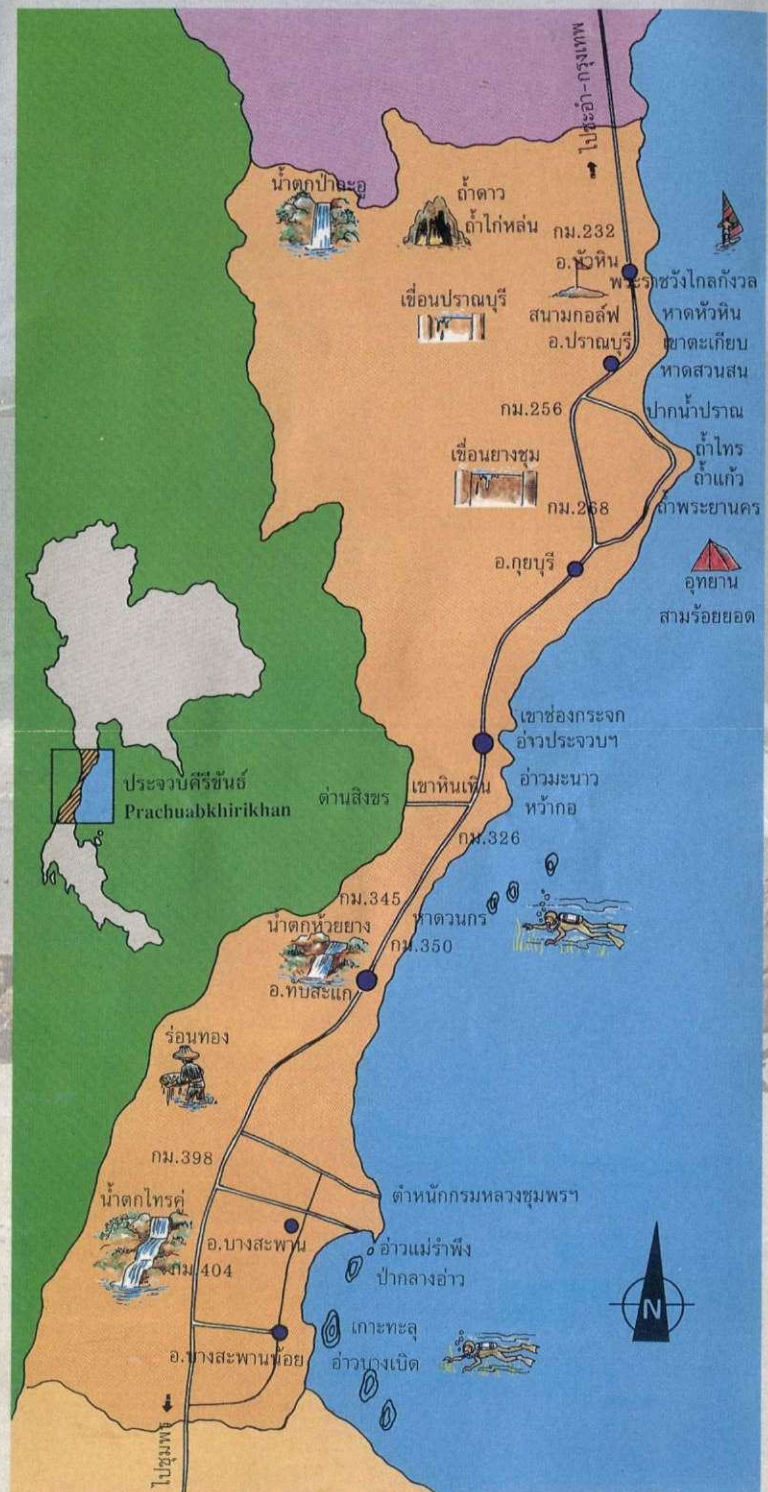 ไปชะอำ-กรุงเทพ
น้ำตกป่าละอู
ถ้ำดาว
ถ้ำไก่หล่น
กม.232
อ.หัวหิน
พระราชวังไกลกังวล
เขื่อนปราณบุรี
สนามกอล์ฟ
หาดหัวหิน
อ.ปราณบุรี
เขาตะเกียบ
หาดสวนสน
กม.256
ปากน้ำปราณ
ถ้ำไทร
เขื่อนยางชุม
ถ้ำแก้ว
กม.268
ถ้ำพระยานคร
อ.กุยบุรี
อุทยาน
สามร้อยยอด
เขาช่องกระจก
อ่าวประจวบฯ
ประจวบคีรีขันธ์
Prachuabkhirikhan
ด่านสิงขร
เขาหินเทิน
อ่าวมะนาว
หว้ากอ
กม.326
กม.345
หาดวนกร
น้ำตกห้วยยาง
กม.350
อ.ทับสะแก
ร่อนทอง
กม.398
น้ำตกไทรคู่
ตำหนักกรมหลวงชุมพรฯ
อ.บางสะพาน
อ่าวแม่รำพึง
กม.404
ป่ากลางอ่าว
N
เกาะทะลุ
อ.บางสะพานน้อย
อ่าวบางเบิด
ไปชุมพร